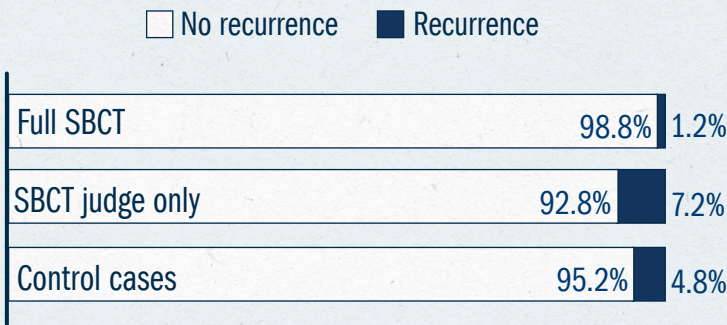 No recurrence Recurrence
Full SBCT 98.8% 1.2%
SBCT judge only 92.8% 7.2%
Control cases 95.2% 4.8%